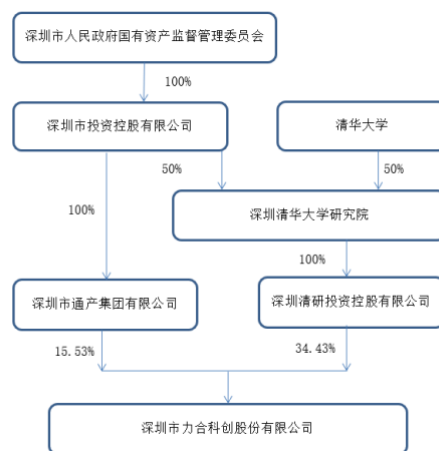 深圳市人民政府国有资产监督管理委员会
100%
深圳市投资控股有限公司
清华大学
50%
50%
100%
深圳清华大学研究院
100%
深圳市通产集团有限公司
深圳清研投资控股有限公司
15.53%
34.43%
深圳市力合科创股份有限公司